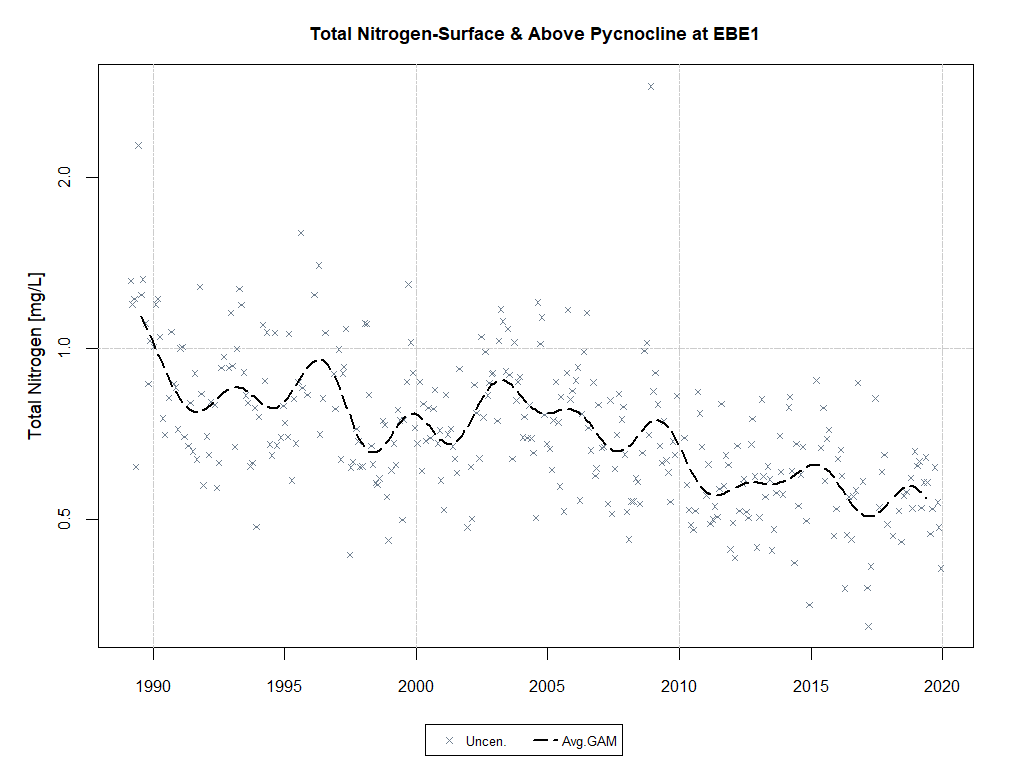 Total Nitrogen-Surface & Above Pycnocline at EBE1
Total Nitrogen [mg/L]
2.0
1.0
0.5
1990 1995 2000 2005 2010 2015 2020
Uncen. Avg.GAM